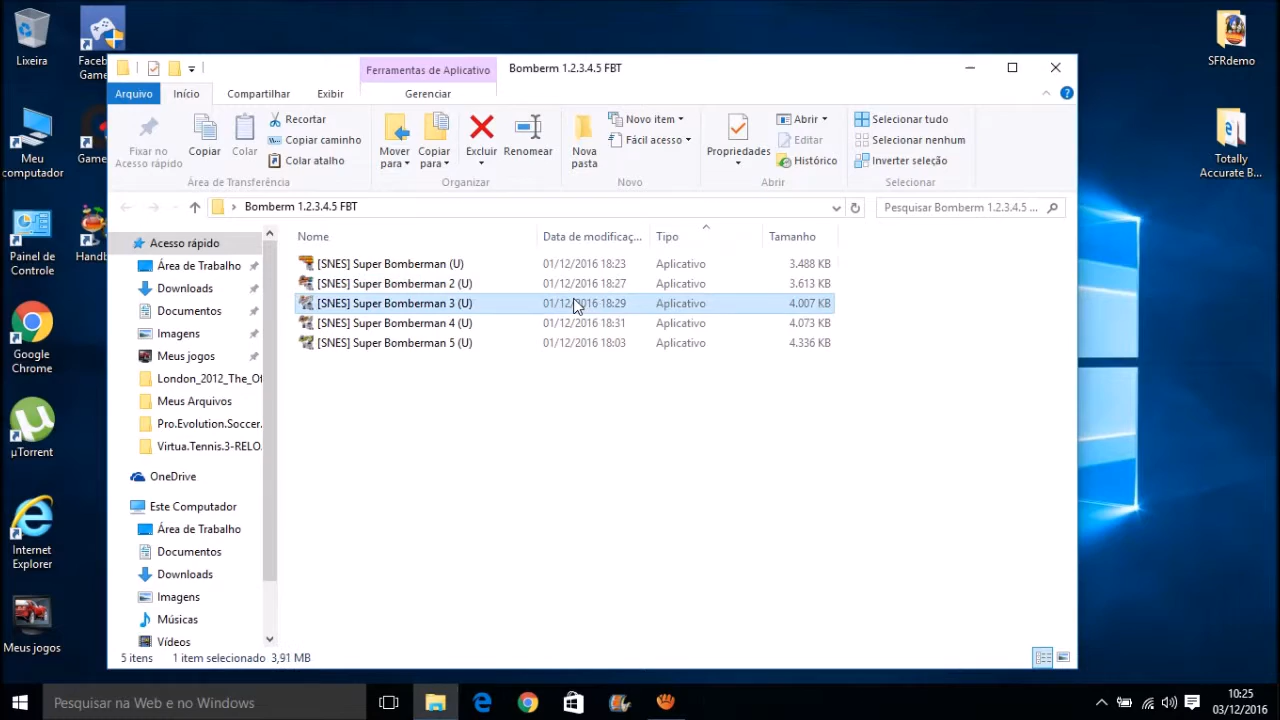 Lixeira
Faceb
Game
Meu
computador
Game
Painel de
Controle
Handb
Google
Chrome
µTorrent
Internet
Explorer
Meus jogos
SFRdemo
Totally
Accurate B...
Ferramentas de Aplicativo
Bomberm 1.2.3.4.5 FBT
Arquivo
Início
Compartilhar
Exibir
Gerenciar
Fixar no
Acesso rápido
Copiar
Colar
Recortar
Copiar caminho
Colar atalho
Área de Transferência
Mover
para
Copiar
para
Excluir
Renomear
Organizar
Nova
pasta
Novo item
Fácil acesso
Novo
Propriedades
Abrir
Editar
Histórico
Abrir
Selecionar tudo
Selecionar nenhum
Inverter seleção
Selecionar
Bomberm 1.2.3.4.5 FBT
Pesquisar Bomberm 1.2.3.4.5 ...
Acesso rápido
Área de Trabalho
Downloads
Documentos
Imagens
Meus jogos
London_2012_The_Of
Meus Arquivos
Pro.Evolution.Soccer.
Virtua.Tennis.3-RELO
OneDrive
Este Computador
Área de Trabalho
Documentos
Downloads
Imagens
Músicas
Vídeos
Nome Data de modificaç... Tipo Tamanho
[SNES] Super Bomberman (U) 01/12/2016 18:23 Aplicativo 3.488 KB
[SNES] Super Bomberman 2 (U) 01/12/2016 18:27 Aplicativo 3.613 KB
[SNES] Super Bomberman 3 (U) 01/12/2016 18:29 Aplicativo 4.007 KB
[SNES] Super Bomberman 4 (U) 01/12/2016 18:31 Aplicativo 4.073 KB
[SNES] Super Bomberman 5 (U) 01/12/2016 18:03 Aplicativo 4.336 KB
5 itens 1 item selecionado 3,91 MB
Pesquisar na Web e no Windows
10:25
03/12/2016